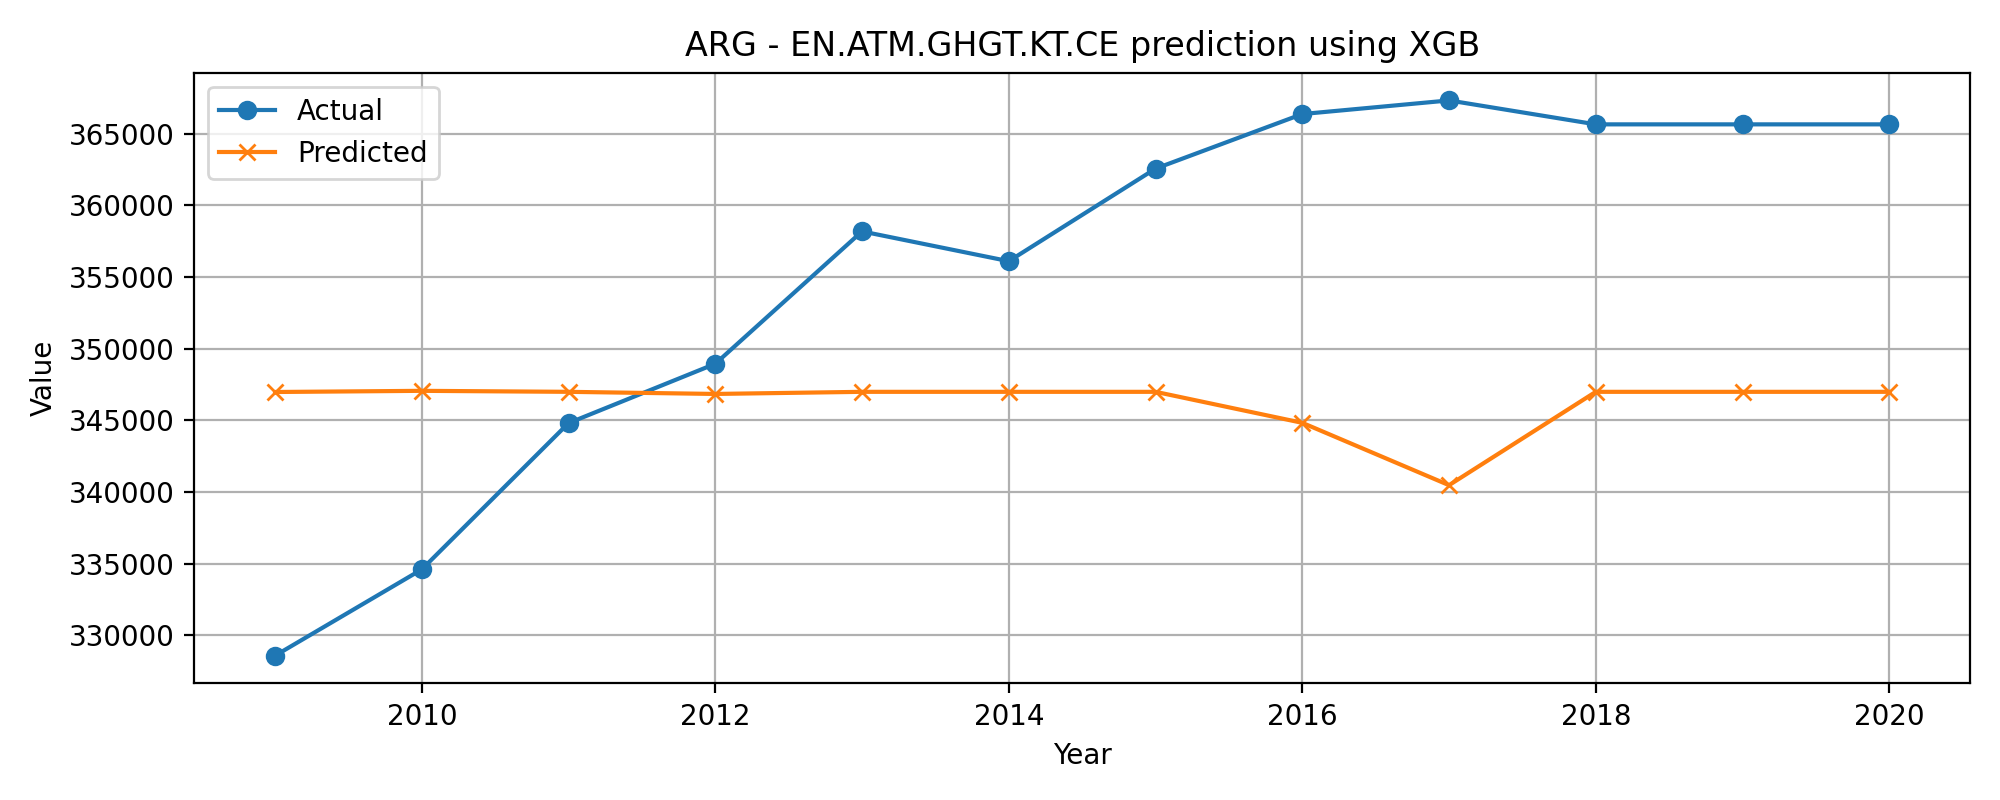 ARG - EN.ATM.GHGT.KT.CE prediction using XGB
Actual
Predicted
365000
360000
355000
350000
345000
340000
335000
330000
Value
2010 2012 2014 2016 2018 2020
Year